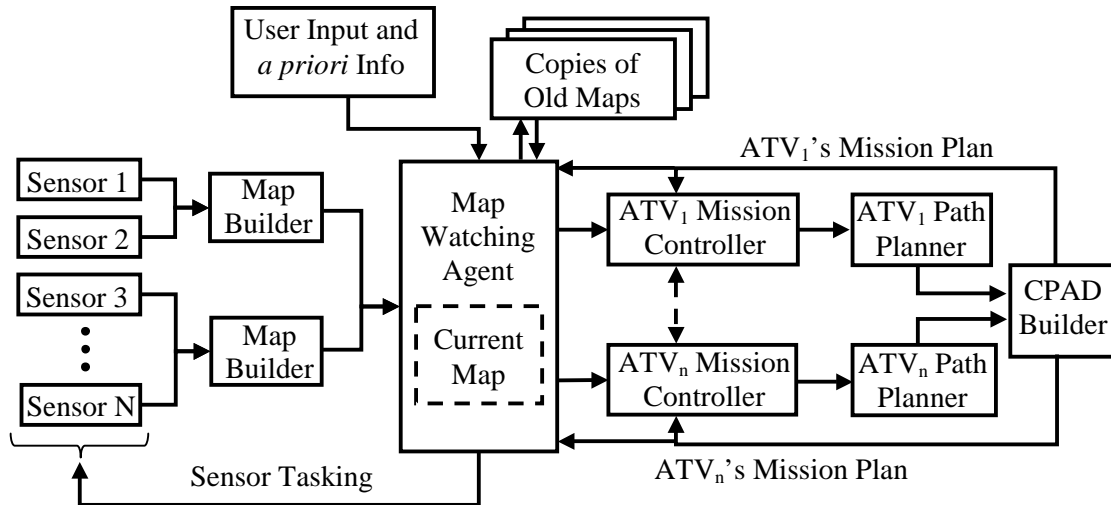 User Input and
a priori Info
Copies of
Old Maps
ATV₁'s Mission Plan
Sensor 1
Sensor 2
Sensor 3
Sensor N
Map
Builder
Map
Builder
Map
Watching
Agent
Current
Map
ATV₁ Mission
Controller
ATV₁ Path
Planner
CPAD
Builder
ATVₙ Mission
Controller
ATVₙ Path
Planner
Sensor Tasking
ATVₙ's Mission Plan